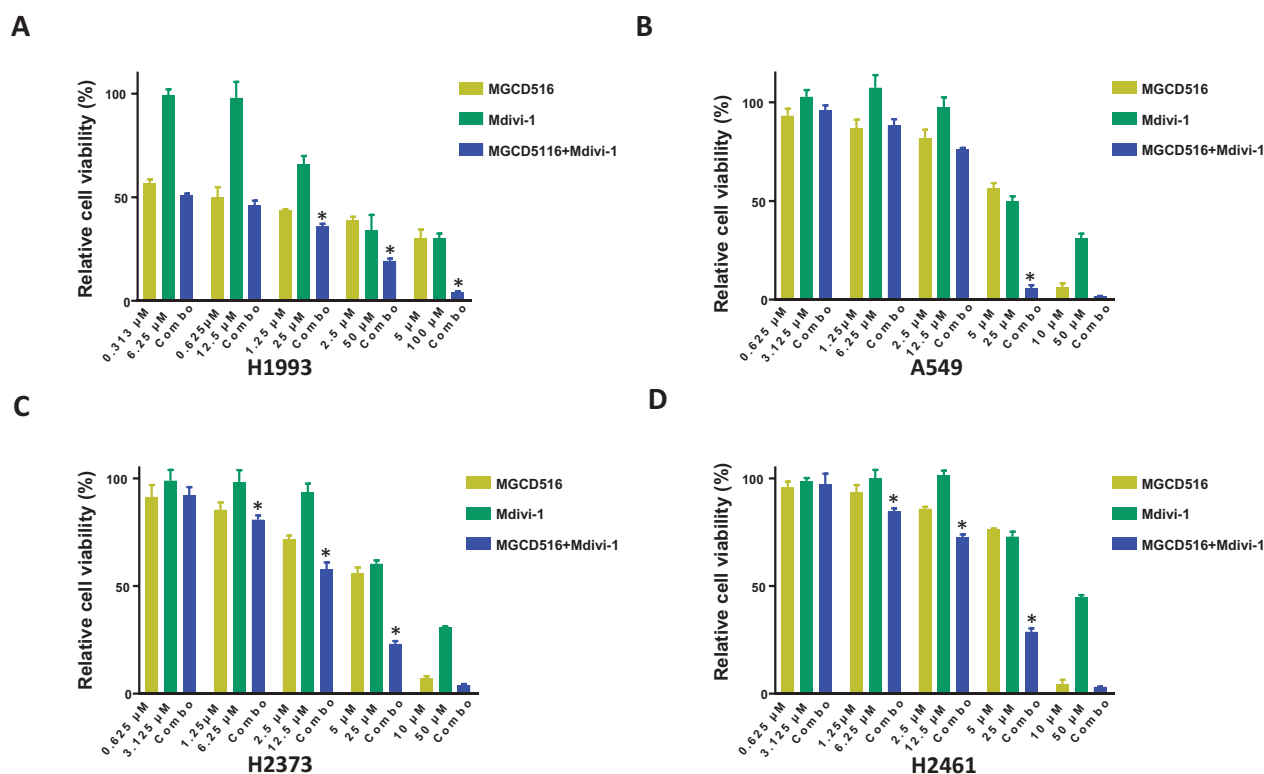 A
Relative cell viability (%)
100
50
0
MGCD516
Mdivi-1
MGCD5116+Mdivi-1
*
*
*
0.313 µM
6.25 µM
Combo
0.625µM
12.5 µM
Combo
1.25 µM
25 µM
Combo
2.5 µM
50 µM
Combo
5 µM
100 µM
Combo
H1993
B
Relative cell viability (%)
100
50
0
MGCD516
Mdivi-1
MGCD516+Mdivi-1
*
0.625 µM
3.125 µM
Combo
1.25 µM
6.25 µM
Combo
2.5 µM
12.5 µM
Combo
5 µM
25 µM
Combo
10 µM
50 µM
Combo
A549
C
Relative cell viability (%)
100
50
0
MGCD516
Mdivi-1
MGCD516+Mdivi-1
*
*
*
0.625 µM
3.125 µM
Combo
1.25µM
6.25 µM
Combo
2.5 µM
12.5 µM
Combo
5 µM
25 µM
Combo
10 µM
50 µM
Combo
H2373
D
Relative cell viability (%)
100
50
0
MGCD516
Mdivi-1
MGCD516+Mdivi-1
*
*
*
0.625 µM
3.125 µM
Combo
1.25 µM
6.25 µM
Combo
2.5 µM
12.5 µM
Combo
5 µM
25 µM
Combo
10 µM
50 µM
Combo
H2461